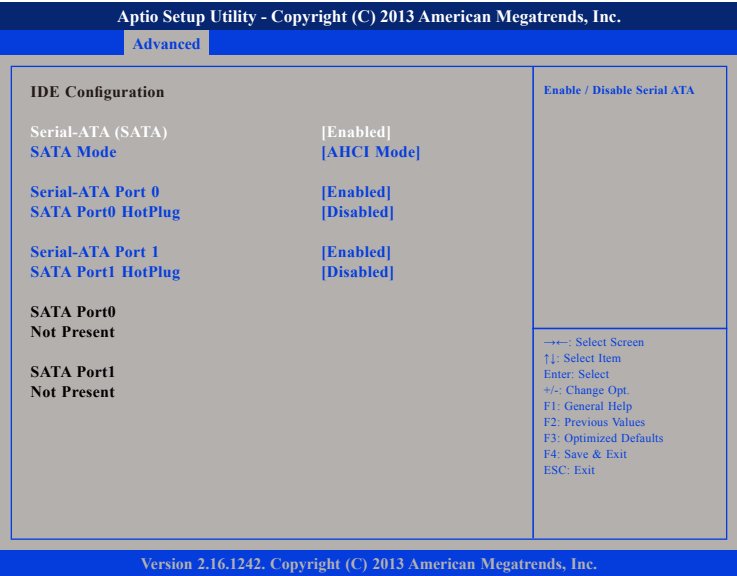 Aptio Setup Utility - Copyright (C) 2013 American Megatrends, Inc.
Advanced
IDE Configuration
Serial-ATA (SATA) [Enabled]
SATA Mode [AHCI Mode]
Serial-ATA Port 0 [Enabled]
SATA Port0 HotPlug [Disabled]
Serial-ATA Port 1 [Enabled]
SATA Port1 HotPlug [Disabled]
SATA Port0
Not Present
SATA Port1
Not Present
Enable / Disable Serial ATA
→←: Select Screen
↑↓: Select Item
Enter: Select
+/-: Change Opt.
F1: General Help
F2: Previous Values
F3: Optimized Defaults
F4: Save & Exit
ESC: Exit
Version 2.16.1242. Copyright (C) 2013 American Megatrends, Inc.